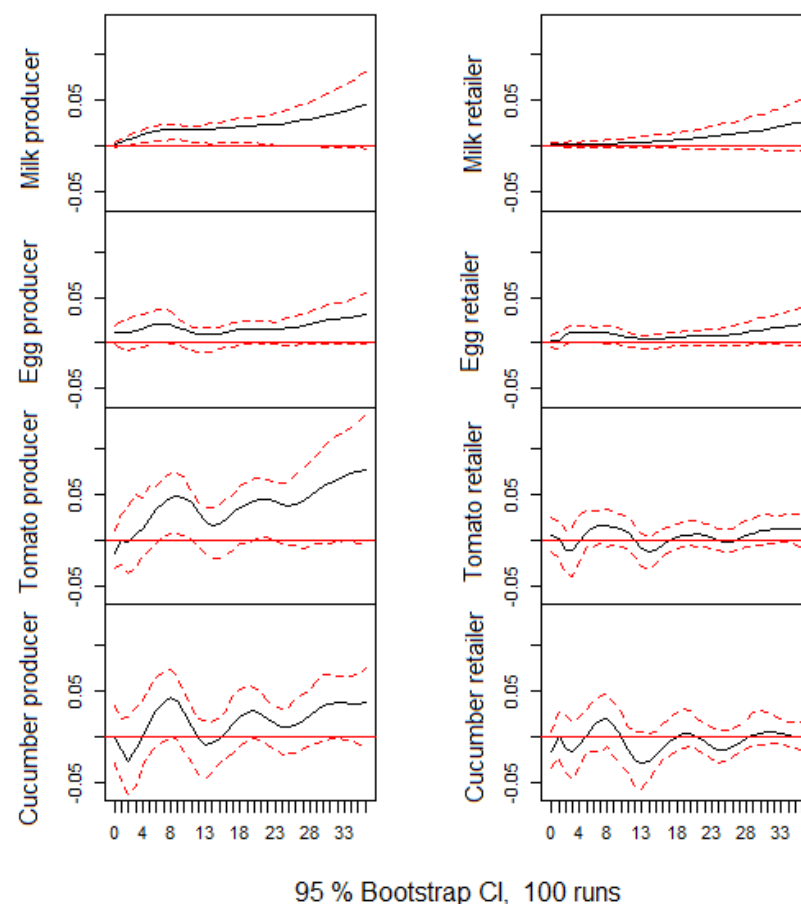 Milk producer
0.05
-0.05
Milk retailer
0.05
-0.05
Egg producer
0.05
-0.05
Egg retailer
0.05
-0.05
Tomato producer
0.05
-0.05
Tomato retailer
0.05
-0.05
Cucumber producer
0.05
-0.05
Cucumber retailer
0.05
-0.05
0 4 8 13 18 23 28 33
0 4 8 13 18 23 28 33
95 % Bootstrap CI, 100 runs